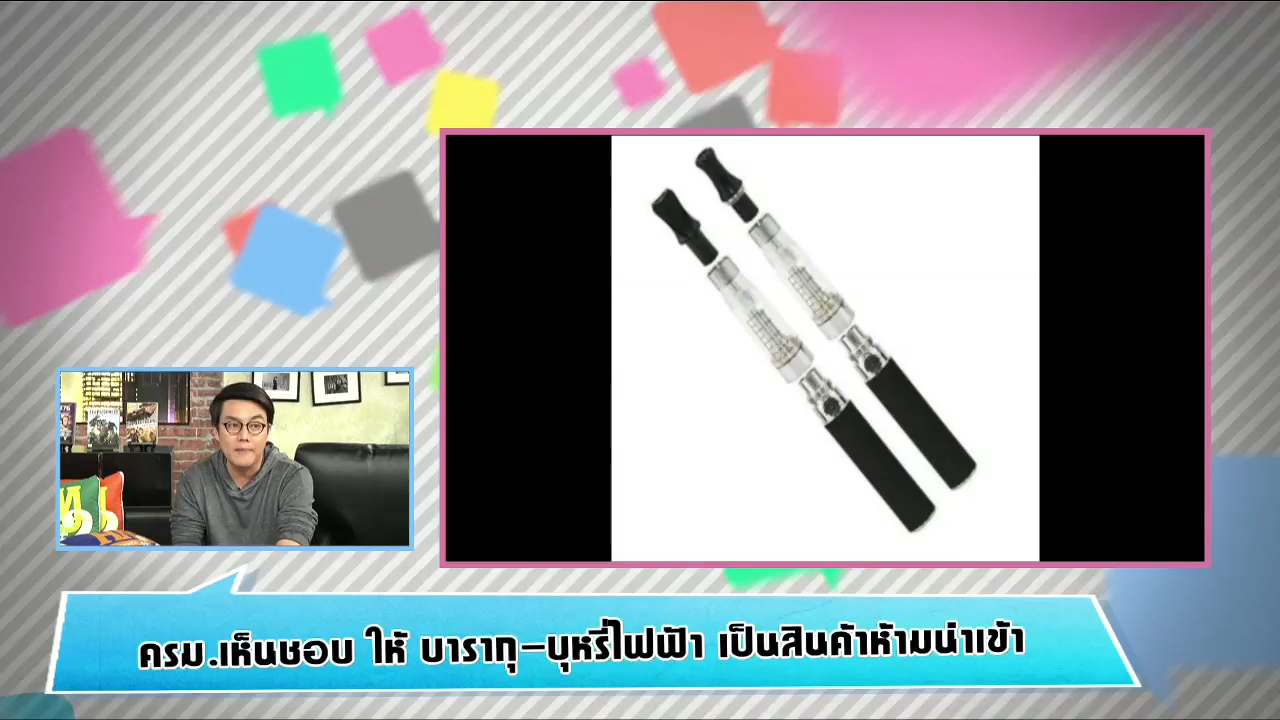 ครม.เห็นชอบ ให้ บารากุ-บุหรี่ไฟฟ้า เป็นสินค้าห้ามน่าเข้า